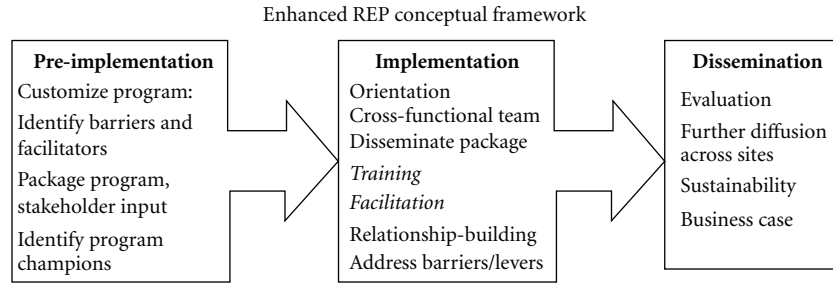 Enhanced REP conceptual framework
Pre-implementation
Customize program:
Identify barriers and
facilitators
Package program,
stakeholder input
Identify program
champions
Implementation
Orientation
Cross-functional team
Disseminate package
Training
Facilitation
Relationship-building
Address barriers/levers
Dissemination
Evaluation
Further diffusion
across sites
Sustainability
Business case